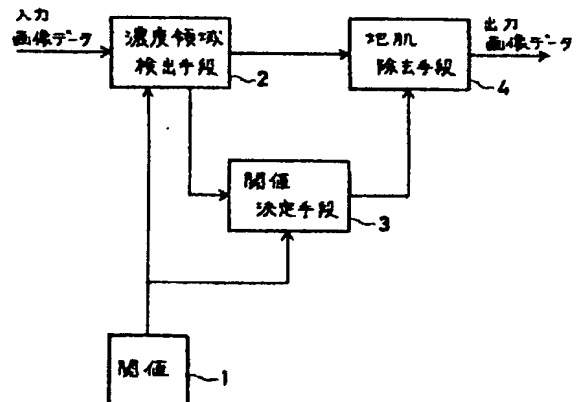 入力
画像データ
濃度領域
検出手段
2
地肌
除去手段
4
出力
画像データ
閾値
決定手段
3
閾値
1